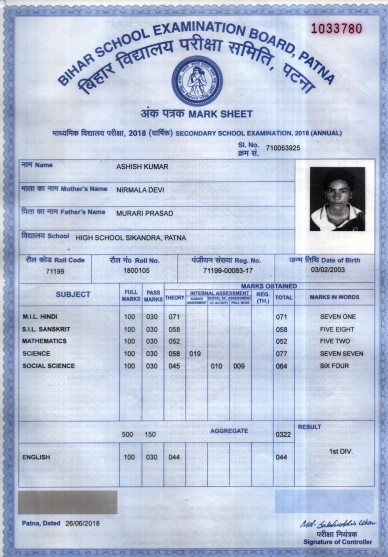 1033780
BIHAR SCHOOL EXAMINATION BOARD, PATNA
बिहार विद्यालय परीक्षा समिति, पटना
अंक पत्रक MARK SHEET
माध्यमिक विद्यालय परीक्षा, 2018 (वार्षिक) SECONDARY SCHOOL EXAMINATION, 2018 (ANNUAL)
Sl. No. 710053925
क्रम सं.
नाम Name ASHISH KUMAR
माता का नाम Mother's Name NIRMALA DEVI
पिता का नाम Father's Name MURARI PRASAD
विद्यालय School HIGH SCHOOL SIKANDRA, PATNA
रौल कोड Roll Code रौल नं० Roll No. पंजीयन संख्या Reg. No. जन्म तिथि Date of Birth
71199 1800105 71199-00083-17 03/02/2003
MARKS OBTAINED
SUBJECT FULL MARKS PASS MARKS THEORY INTERNAL ASSESSMENT REG. (TH.) TOTAL MARKS IN WORDS
M.I.L. HINDI 100 030 071 071 SEVEN ONE
S.I.L. SANSKRIT 100 030 058 058 FIVE EIGHT
MATHEMATICS 100 030 052 052 FIVE TWO
SCIENCE 100 030 058 019 077 SEVEN SEVEN
SOCIAL SCIENCE 100 030 045 010 009 064 SIX FOUR
500 150 AGGREGATE 0322 RESULT
1st DIV.
ENGLISH 100 030 044 044
Patna, Dated 26/06/2018
परीक्षा नियंत्रक
Signature of Controller